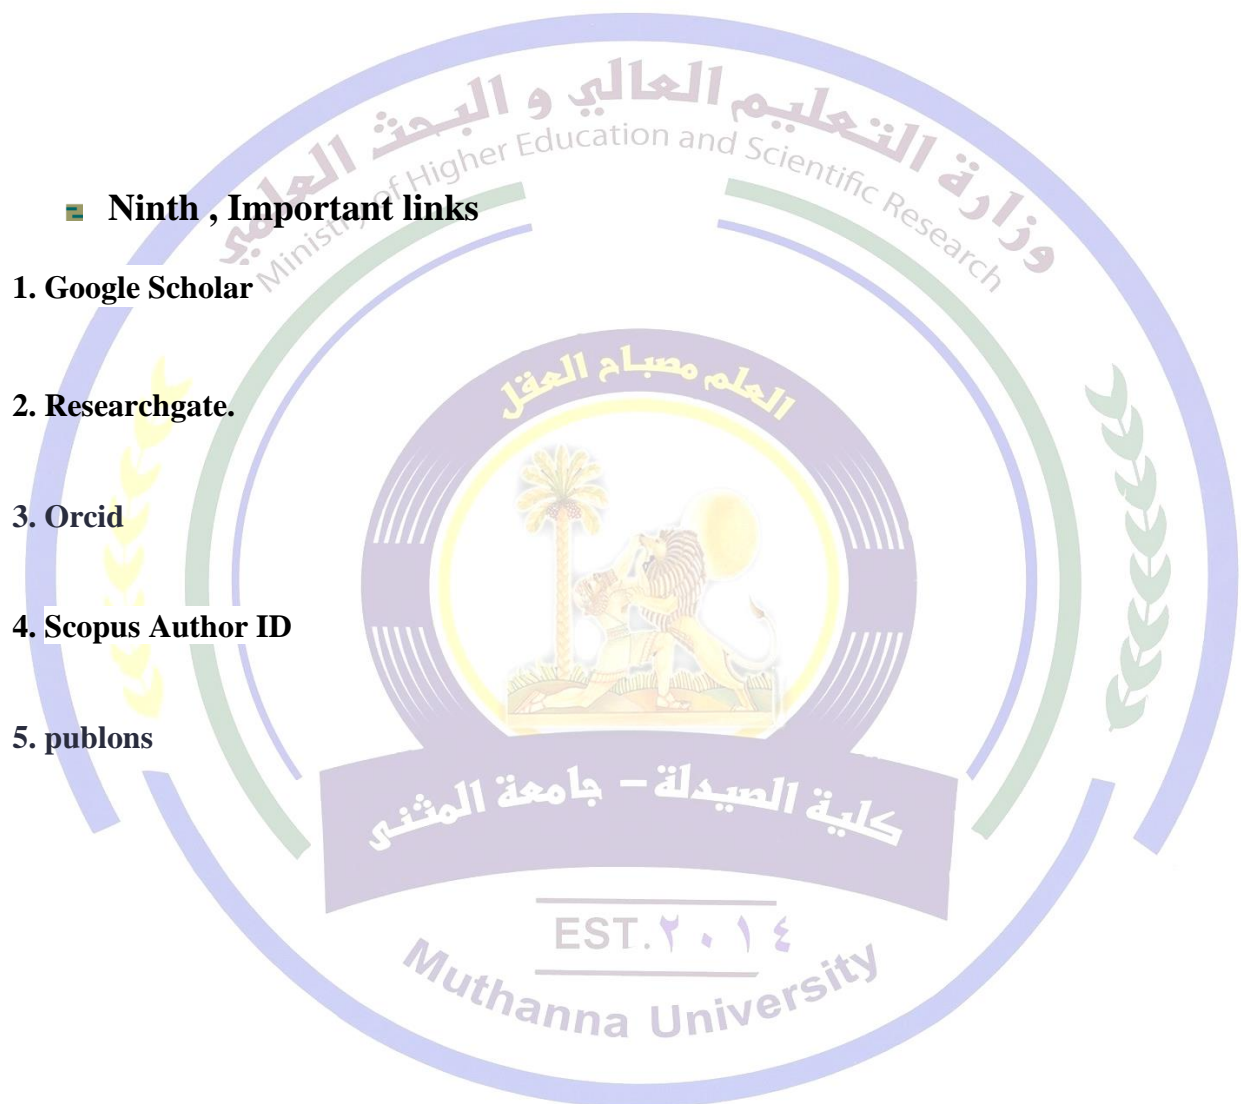 وزارة التعليم العالي و البحث العلمي
Ministry of Higher Education and Scientific Research
Ninth , Important links
1. Google Scholar
العلم مصباح العقل
2. Researchgate.
3. Orcid
4. Scopus Author ID
5. publons
كلية الصيدلة – جامعة المثنى
EST.٢٠١٤
Muthanna University